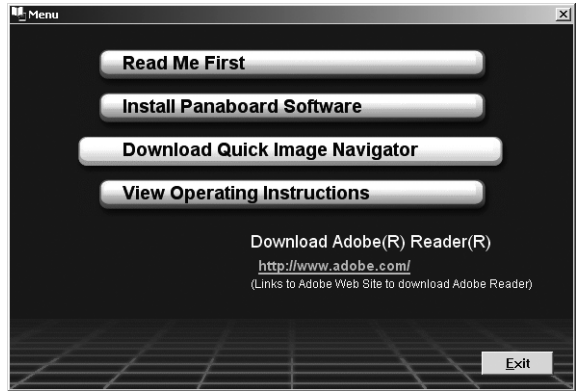 Menu
Read Me First
Install Panaboard Software
Download Quick Image Navigator
View Operating Instructions
Download Adobe(R) Reader(R)
http://www.adobe.com/
(Links to Adobe Web Site to download Adobe Reader)
Exit